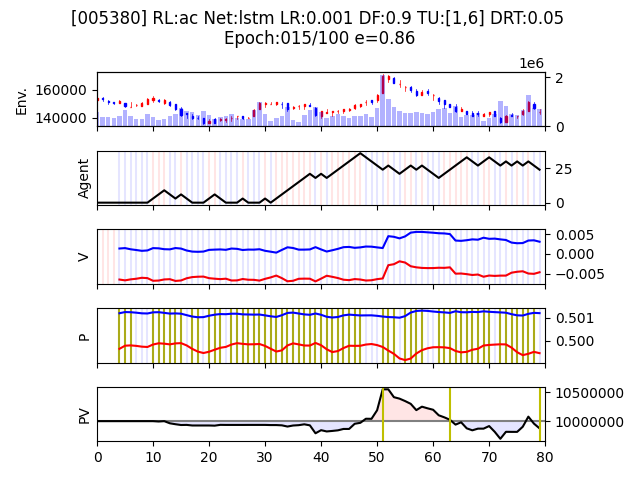 [005380] RL:ac Net:lstm LR:0.001 DF:0.9 TU:[1,6] DRT:0.05
Epoch:015/100 e=0.86
1e6
Env.
160000
140000
2
0
Agent
25
0
V
0.005
0.000
−0.005
P
0.501
0.500
PV
10500000
10000000
0 10 20 30 40 50 60 70 80